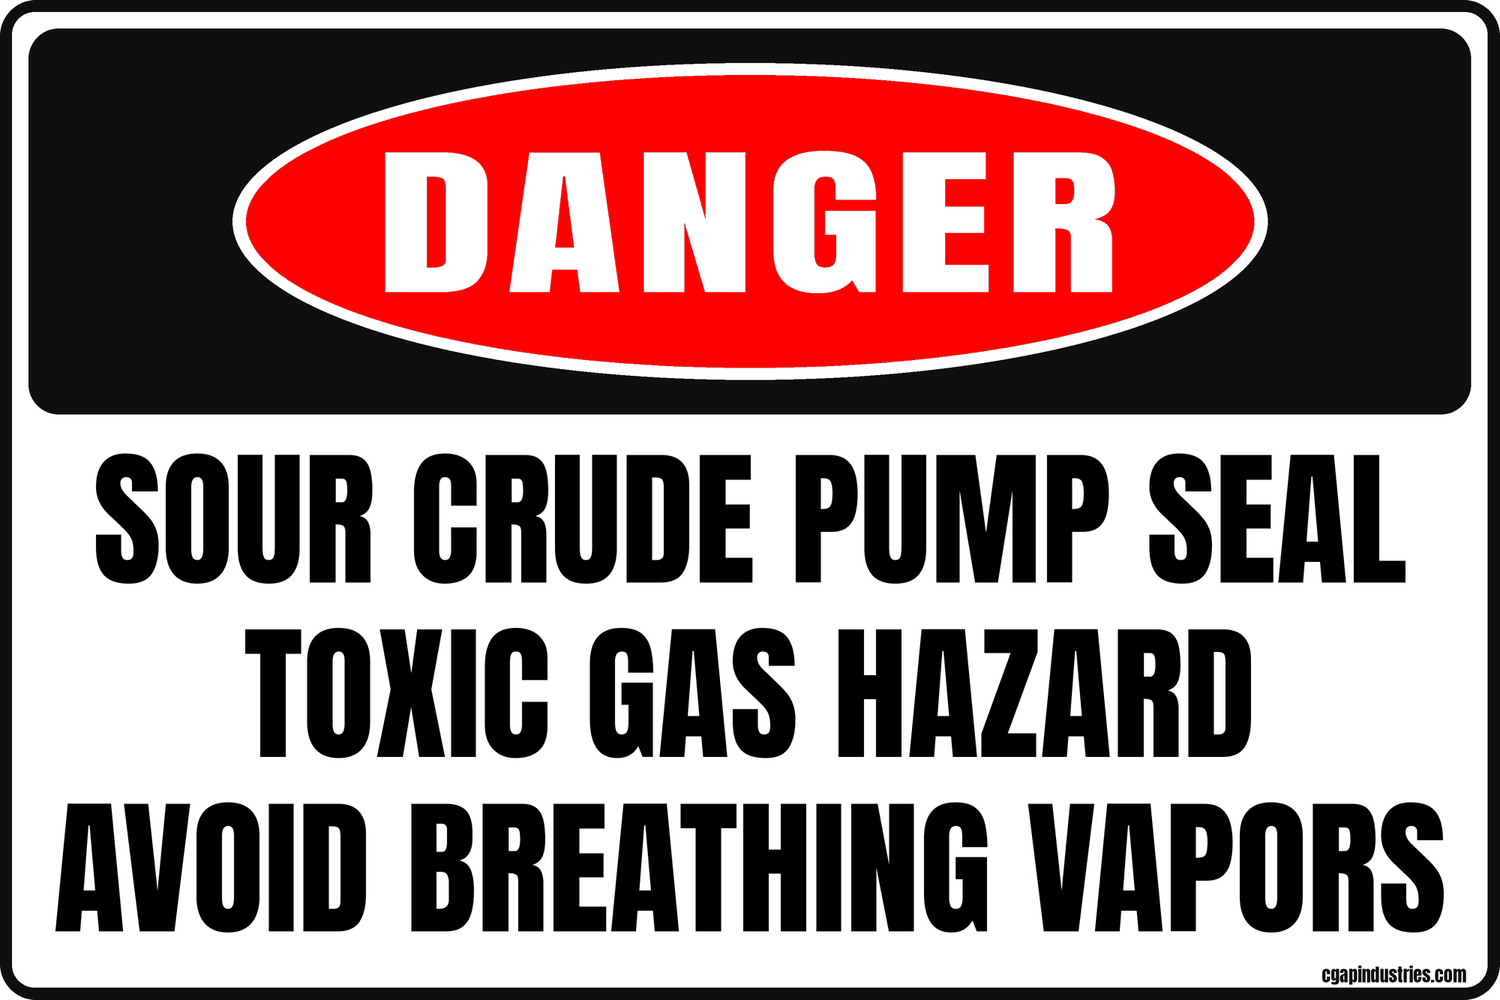 DANGER
SOUR CRUDE PUMP SEAL
TOXIC GAS HAZARD
AVOID BREATHING VAPORS
cgapindustries.com